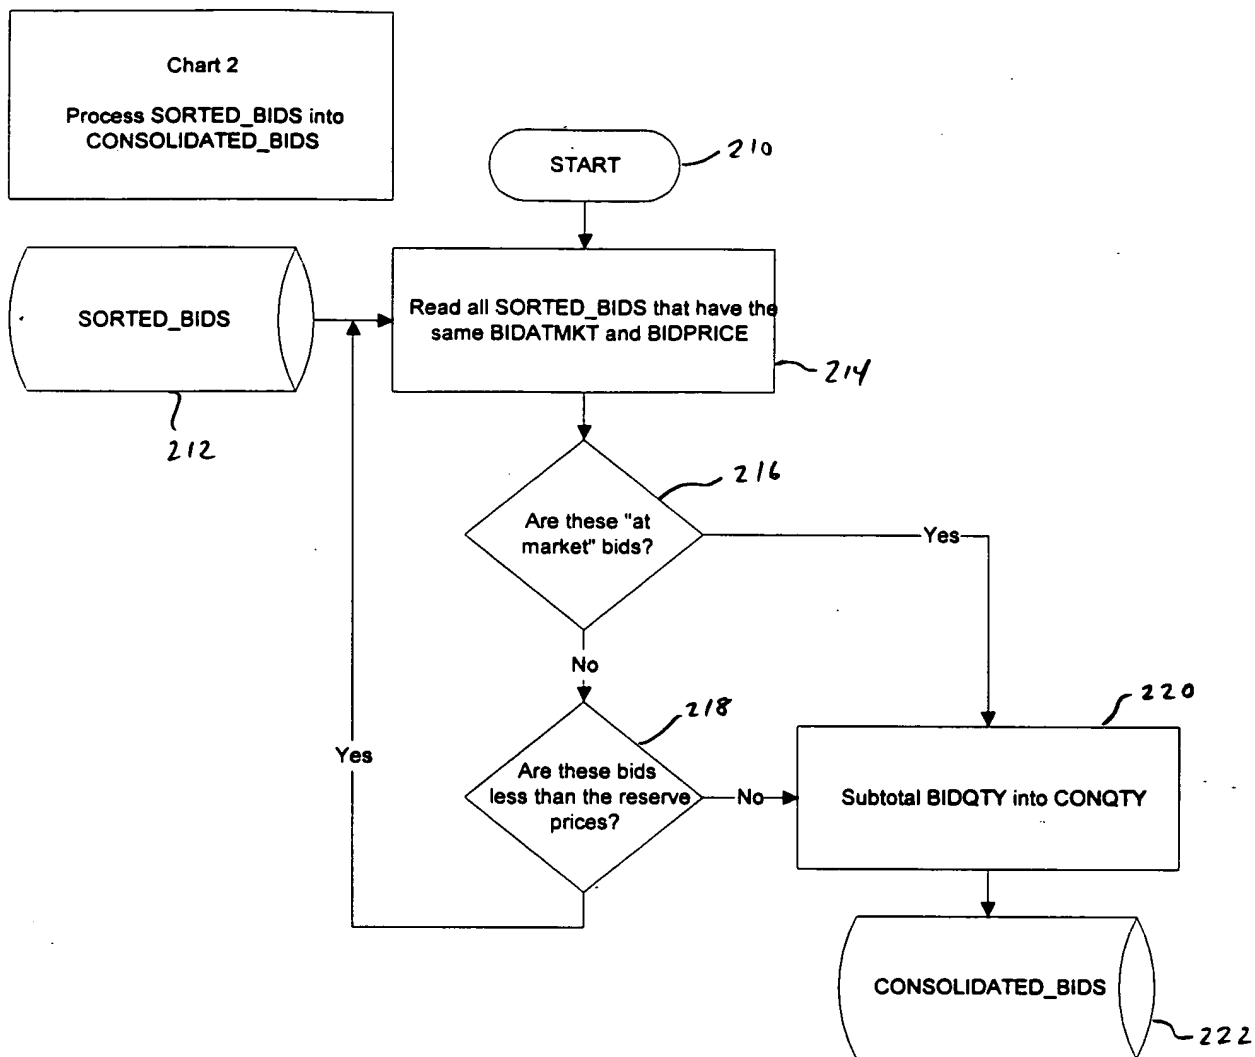 Chart 2
Process SORTED_BIDS into
CONSOLIDATED_BIDS
START
210
SORTED_BIDS
212
Read all SORTED_BIDS that have the
same BIDATMKT and BIDPRICE
214
Are these "at
market" bids?
216
Yes
No
Yes
Are these bids
less than the reserve
prices?
218
No
Subtotal BIDQTY into CONQTY
220
CONSOLIDATED_BIDS
222